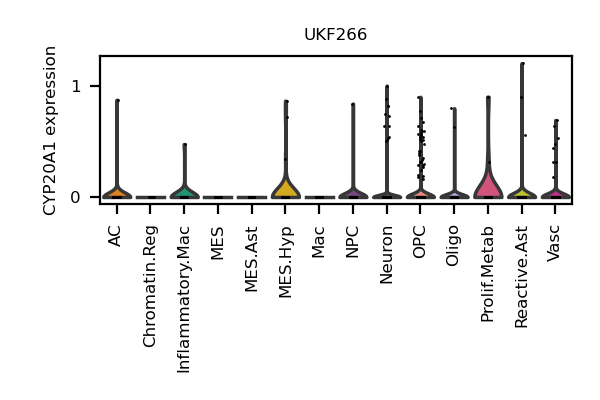 UKF266
CYP20A1 expression
1
0
AC
Chromatin.Reg
Inflammatory.Mac
MES
MES.Ast
MES.Hyp
Mac
NPC
Neuron
OPC
Oligo
Prolif.Metab
Reactive.Ast
Vasc